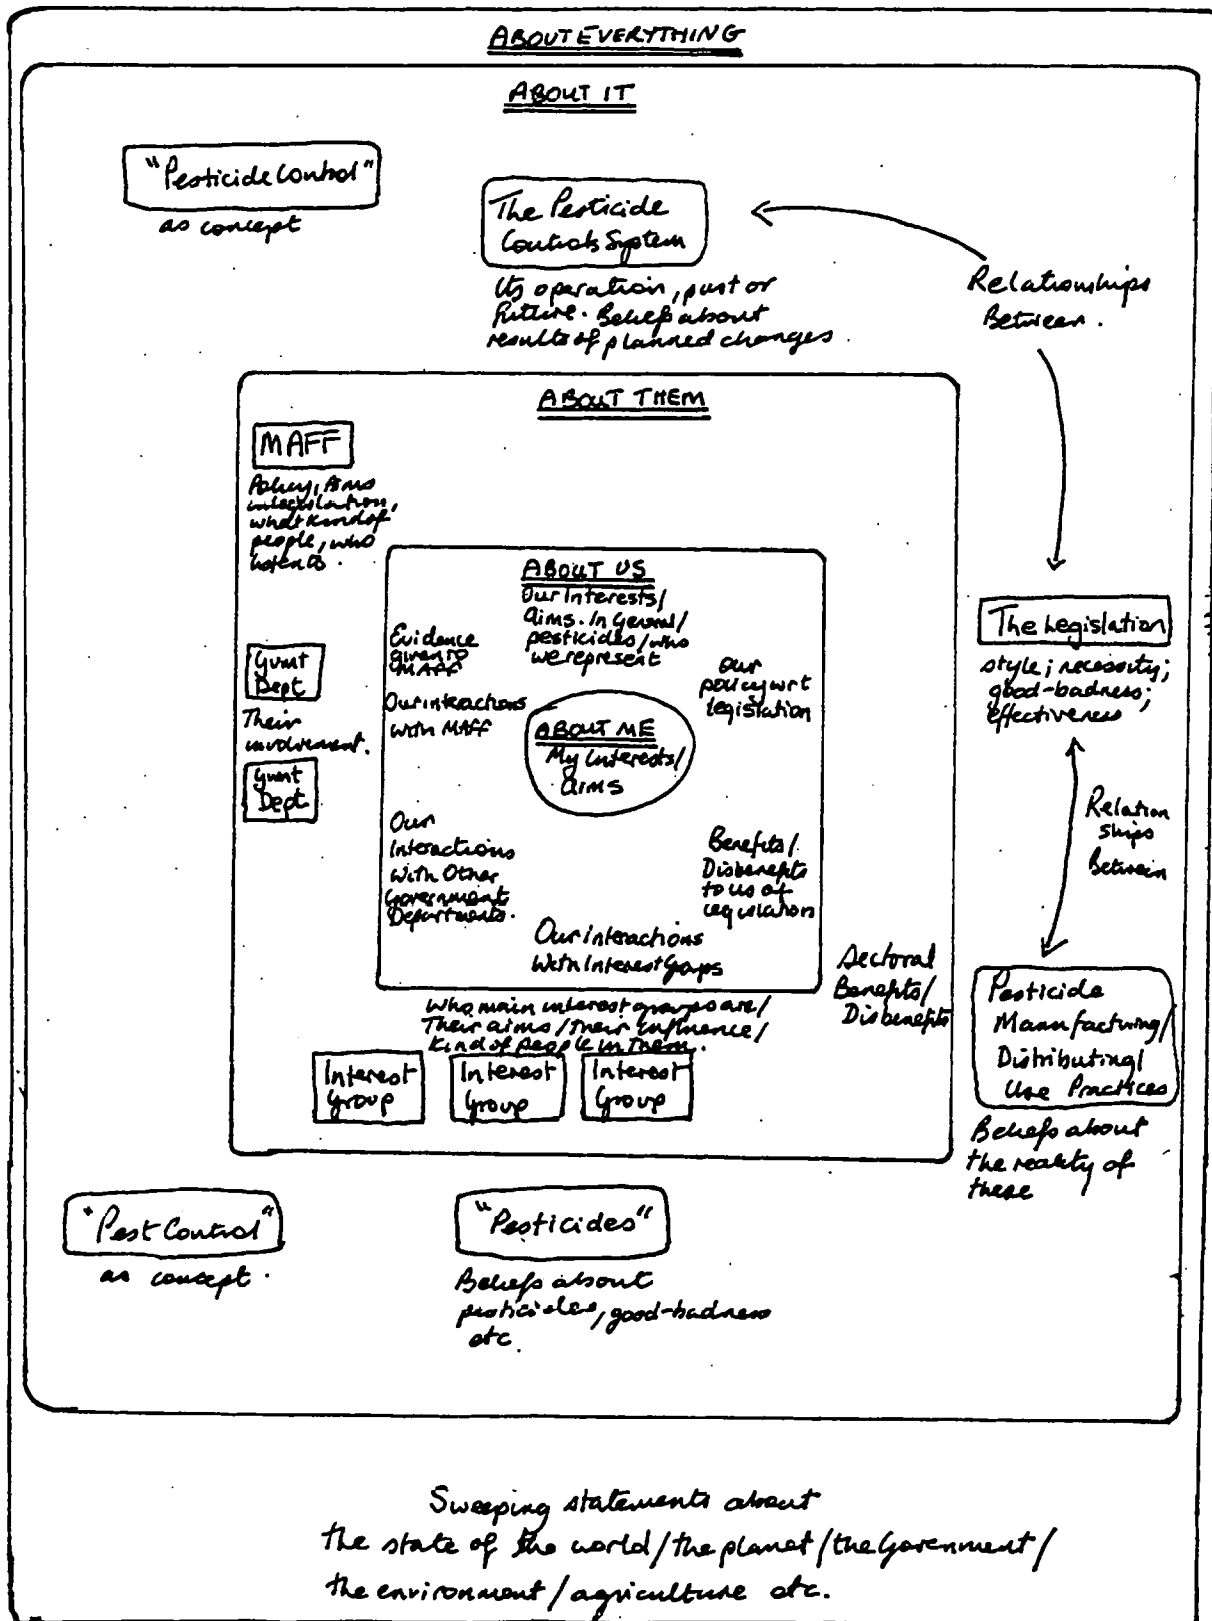 ABOUT EVERYTHING
ABOUT IT
"Pesticide Control"
as concept
The Pesticide
Controls System
Its operation, past or
future. Beliefs about
results of planned changes
Relationships
Between.
ABOUT THEM
MAFF
Policy, Aims
in legislation,
what kind of
people, who
listen to.
Gvmt
Dept
Their
involvement.
Gvmt
Dept
ABOUT US
Our Interests/
aims. In General/
pesticides/who
we represent
Evidence
given to
MAFF
Our interactions
with MAFF
Our
policy wrt
legislation
ABOUT ME
My Interests/
aims
Our
Interactions
with Other
Government
Departments.
Benefits/
Disbenefits
to us of
legislation
Our interactions
With Interest Groups
Who main interest groups are/
Their aims/their influence/
Kind of people in them.
Interest
Group
Interest
Group
Interest
Group
Sectoral
Benefits/
Disbenefits
The Legislation
style; necessity;
good-badness;
effectiveness
Relation
ships
Between
Pesticide
Manufacturing/
Distributing/
Use Practices
Beliefs about
the reality of
these
"Pest Control"
as concept.
"Pesticides"
Beliefs about
pesticides, good-badness
etc.
Sweeping statements about
the state of the world/the planet/the Government/
the environment/agriculture etc.